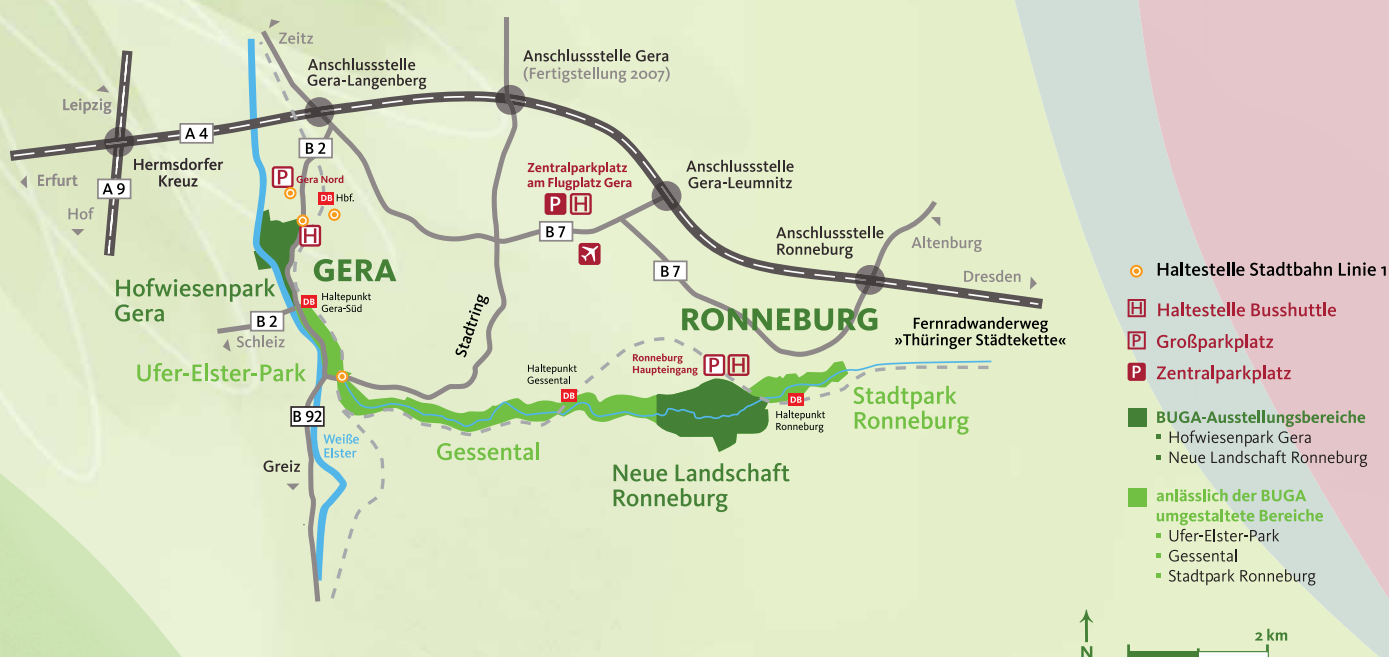 Zeitz
Anschlussstelle
Gera-Langenberg
Anschlussstelle Gera
(Fertigstellung 2007)
Leipzig
A 4
B 2
Hermsdorfer
Kreuz
Erfurt
A 9
Hof
P Gera Nord
DB Hbf.
H
Zentralparkplatz
am Flugplatz Gera
P H
B 7
Anschlussstelle
Gera-Leumnitz
B 7
Anschlussstelle
Ronneburg
Altenburg
Dresden
Hofwiesenpark
Gera
GERA
DB Haltepunkt
Gera-Süd
B 2
Schleiz
Stadtring
RONNEBURG
Fernradwanderweg
»Thüringer Städtekette«
Ufer-Elster-Park
Haltepunkt
Gessental
DB
Ronneburg
Haupteingang
P H
DB
Haltepunkt
Ronneburg
Stadtpark
Ronneburg
B 92
Weiße
Elster
Greiz
Gessental
Neue Landschaft
Ronneburg
Haltestelle Stadtbahn Linie 1
H Haltestelle Busshuttle
P Großparkplatz
P Zentralparkplatz
BUGA-Ausstellungsbereiche
▪ Hofwiesenpark Gera
▪ Neue Landschaft Ronneburg
anlässlich der BUGA
umgestaltete Bereiche
▪ Ufer-Elster-Park
▪ Gessental
▪ Stadtpark Ronneburg
N
2 km